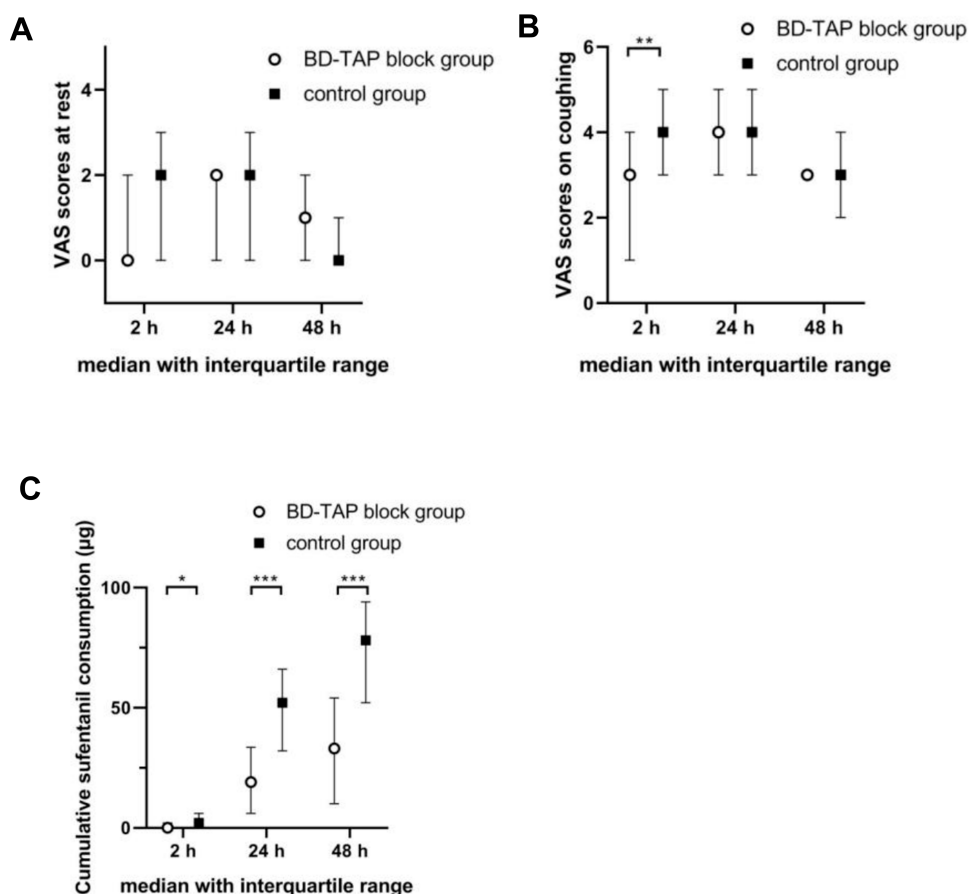 A
BD-TAP block group
control group
VAS scores at rest
4
2
0
2 h 24 h 48 h
median with interquartile range
B
BD-TAP block group
control group
**
VAS scores on coughing
6
4
2
0
2 h 24 h 48 h
median with interquartile range
C
BD-TAP block group
control group
* *** ***
Cumulative sufentanil consumption (μg)
100
50
0
2 h 24 h 48 h
median with interquartile range